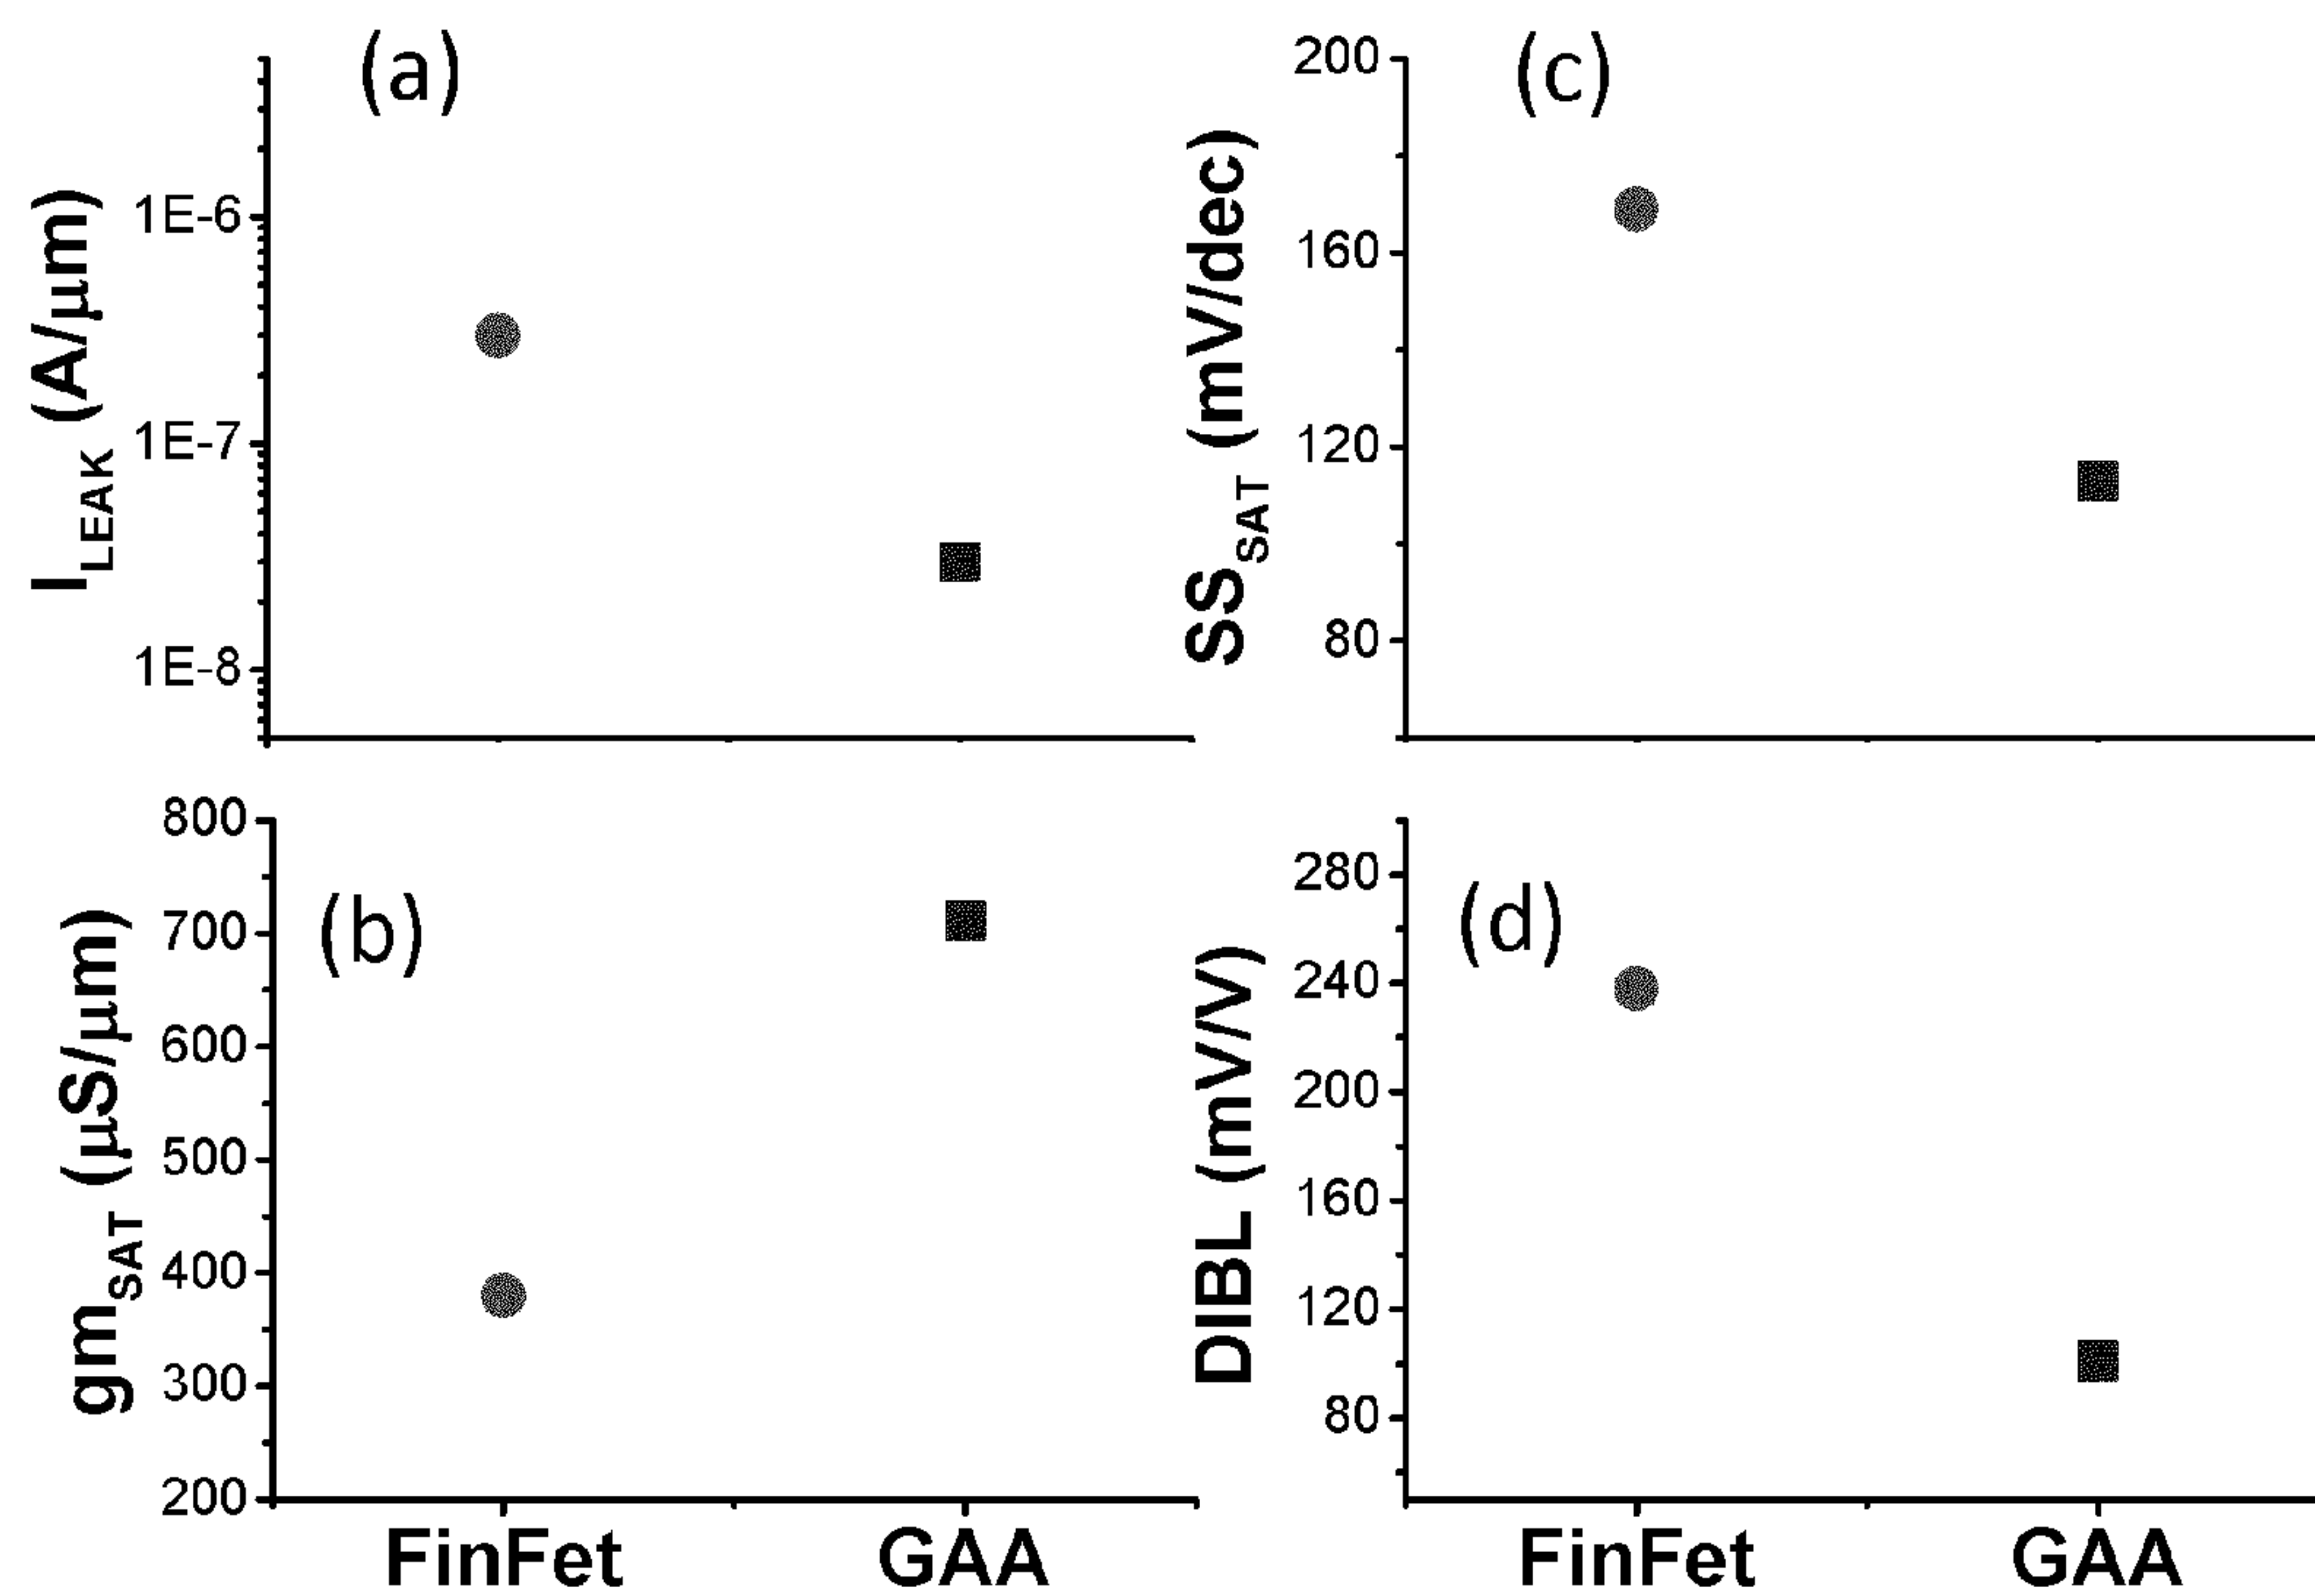 (a)
I_LEAK (A/μm)
1E-6
1E-7
1E-8
(c)
SS_SAT (mV/dec)
200
160
120
80
(b)
gm_SAT (μS/μm)
800
700
600
500
400
300
200
FinFet GAA
(d)
DIBL (mV/V)
280
240
200
160
120
80
FinFet GAA